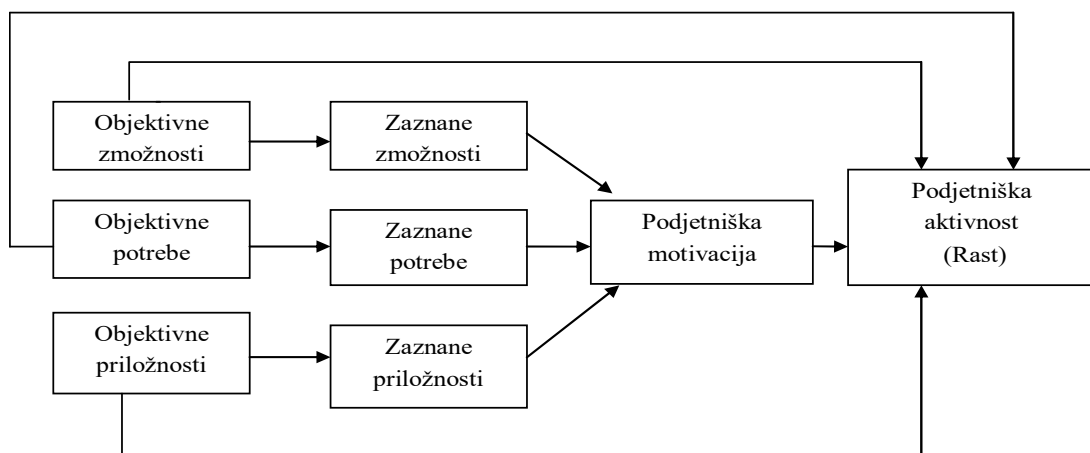 Objektivne
zmožnosti
Zaznane
zmožnosti
Objektivne
potrebe
Zaznane
potrebe
Podjetniška
motivacija
Podjetniška
aktivnost
(Rast)
Objektivne
priložnosti
Zaznane
priložnosti